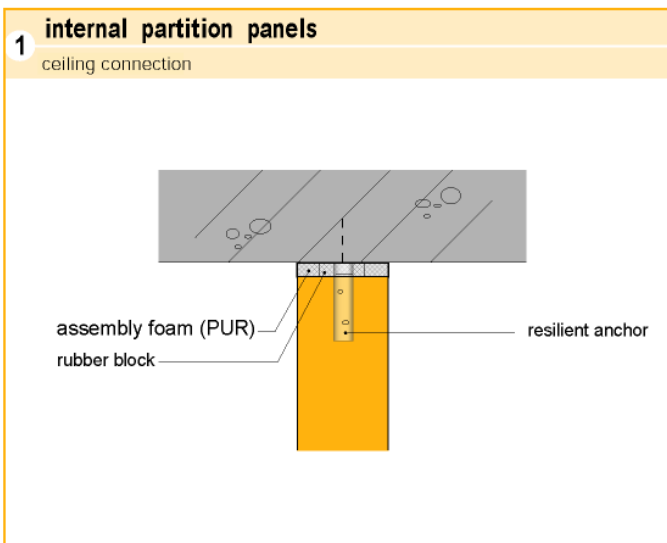 1
internal partition panels
ceiling connection
assembly foam (PUR)
rubber block
resilient anchor